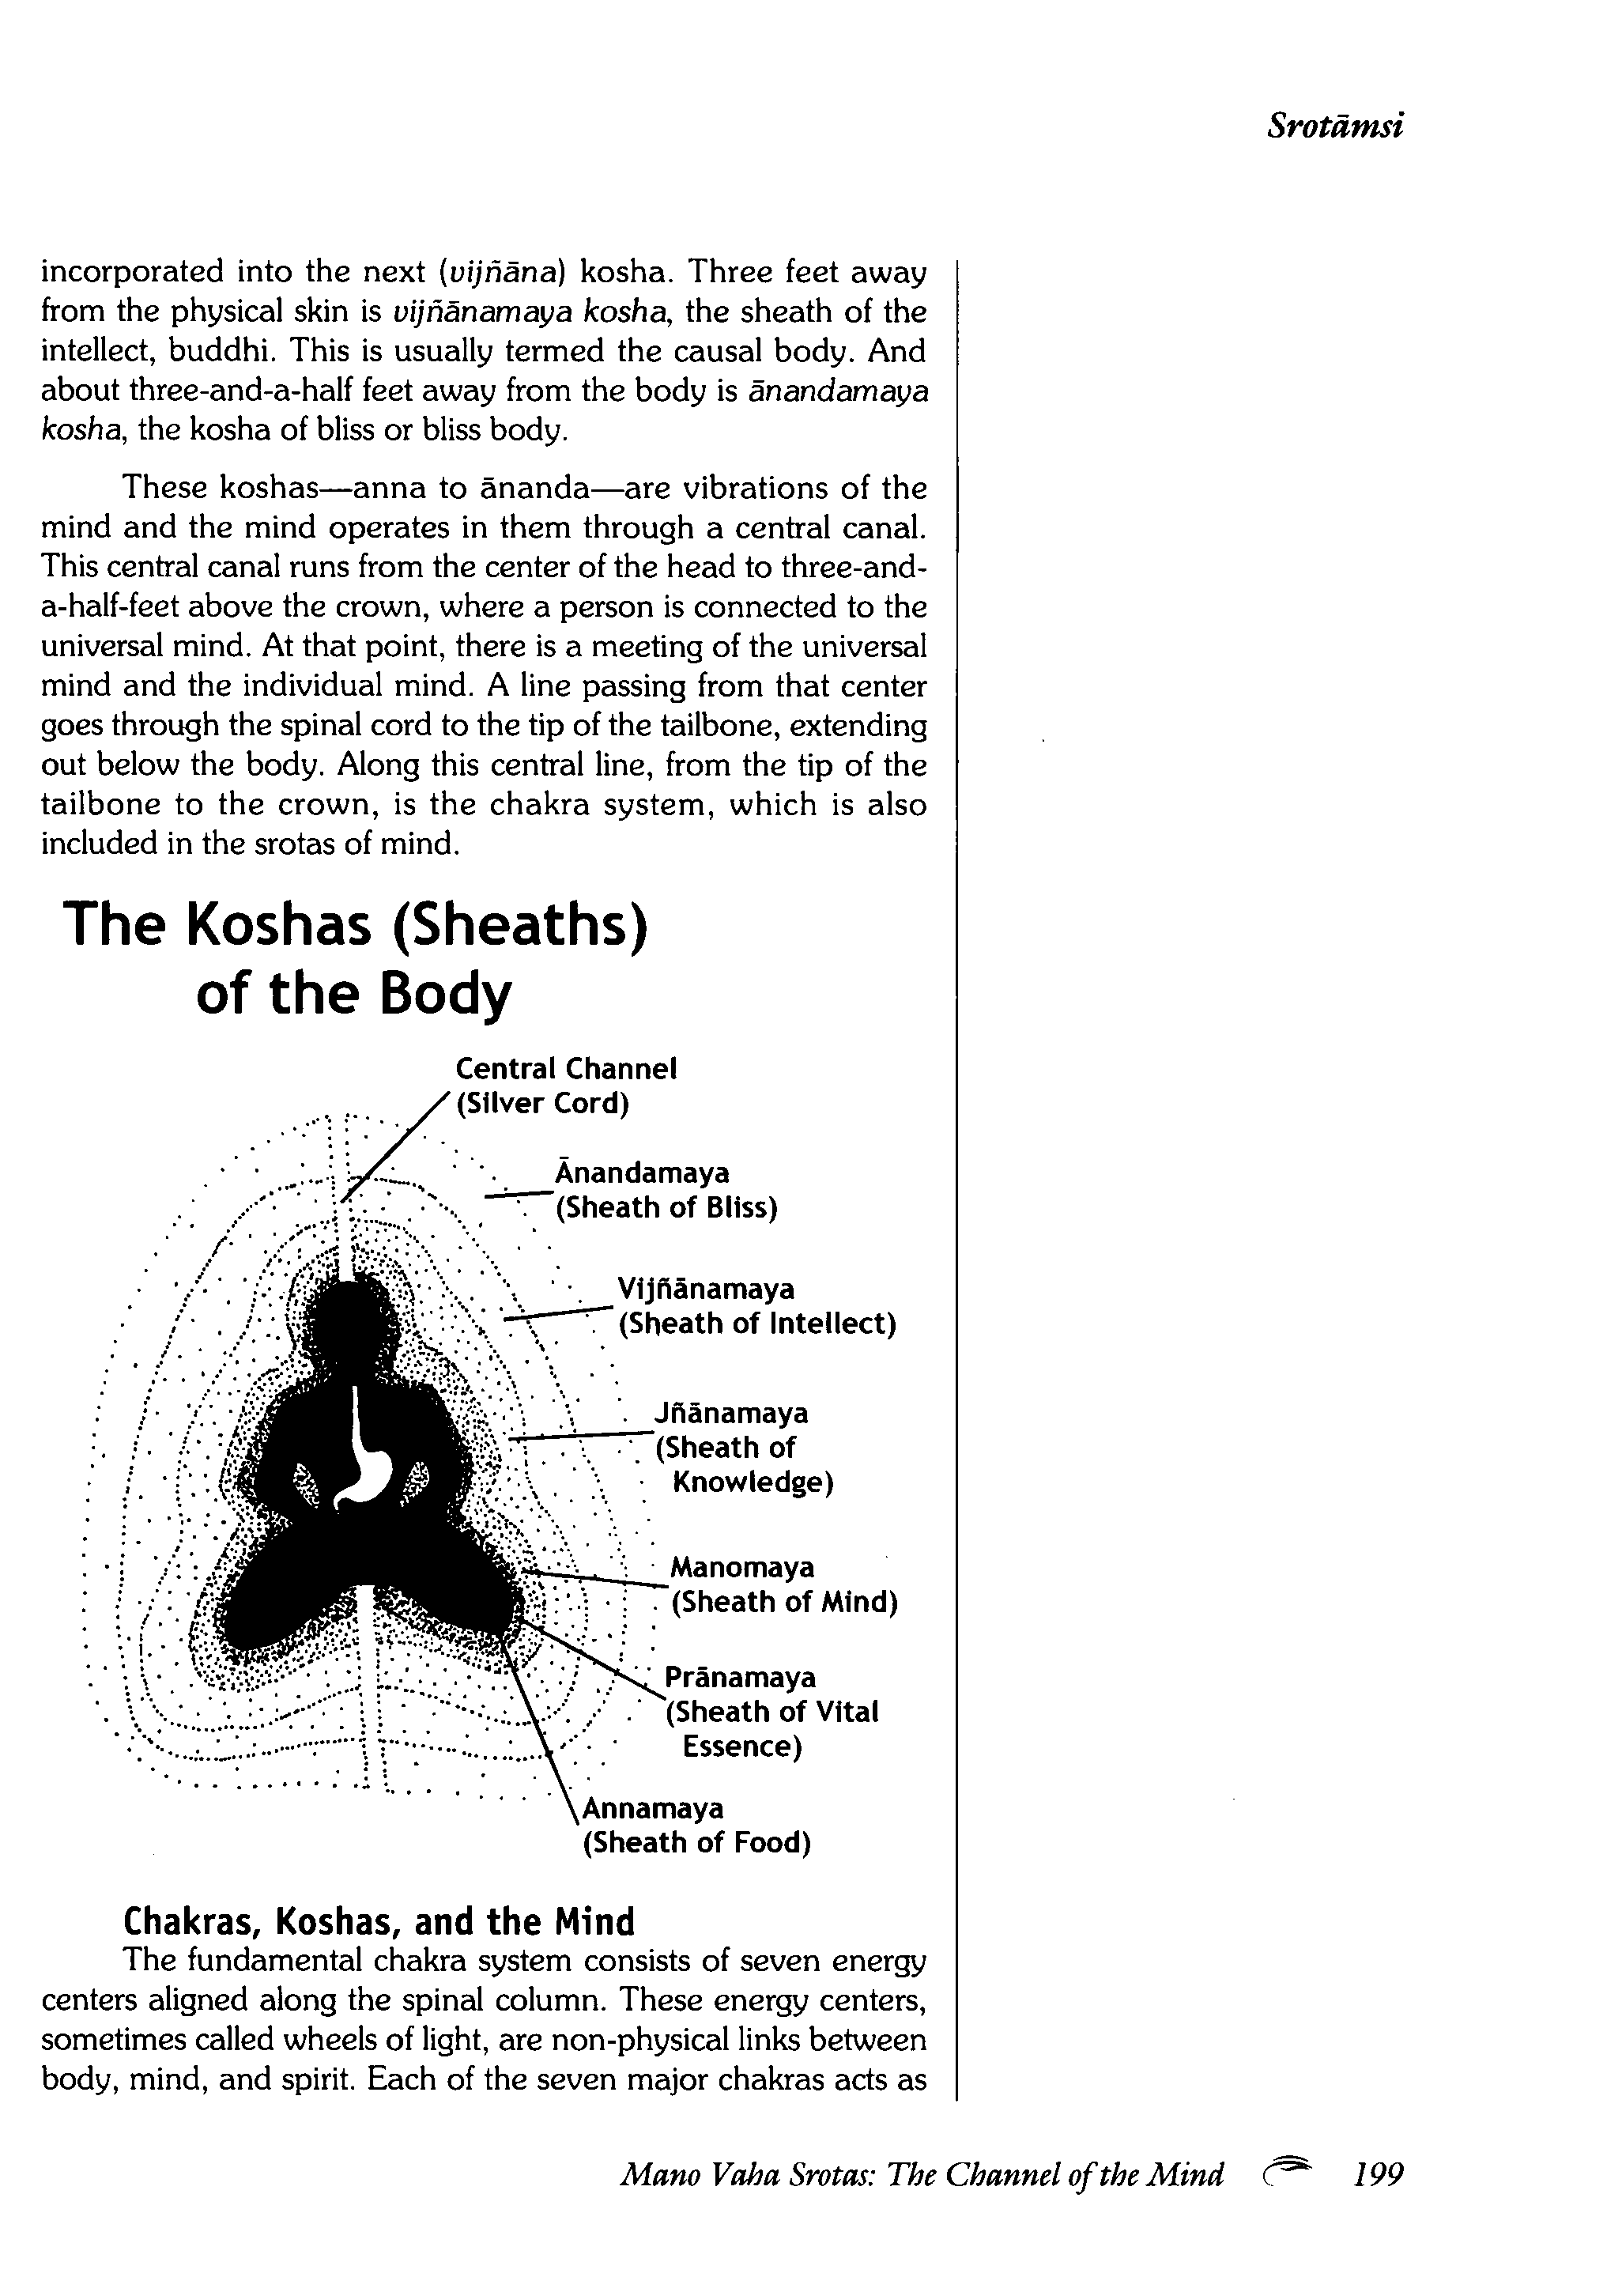 Srotāmsi
incorporated into the next (vijñāna) kosha. Three feet away
from the physical skin is vijñānamaya kosha, the sheath of the
intellect, buddhi. This is usually termed the causal body. And
about three-and-a-half feet away from the body is ānandamaya
kosha, the kosha of bliss or bliss body.
These koshas—anna to ānanda—are vibrations of the
mind and the mind operates in them through a central canal.
This central canal runs from the center of the head to three-and-
a-half-feet above the crown, where a person is connected to the
universal mind. At that point, there is a meeting of the universal
mind and the individual mind. A line passing from that center
goes through the spinal cord to the tip of the tailbone, extending
out below the body. Along this central line, from the tip of the
tailbone to the crown, is the chakra system, which is also
included in the srotas of mind.
The Koshas (Sheaths)
of the Body
Central Channel
(Silver Cord)
Ānandamaya
(Sheath of Bliss)
Vijñānamaya
(Sheath of Intellect)
Jñānamaya
(Sheath of
Knowledge)
Manomaya
(Sheath of Mind)
Prānamaya
(Sheath of Vital
Essence)
Annamaya
(Sheath of Food)
Chakras, Koshas, and the Mind
The fundamental chakra system consists of seven energy
centers aligned along the spinal column. These energy centers,
sometimes called wheels of light, are non-physical links between
body, mind, and spirit. Each of the seven major chakras acts as
Mano Vaha Srotas: The Channel of the Mind 199